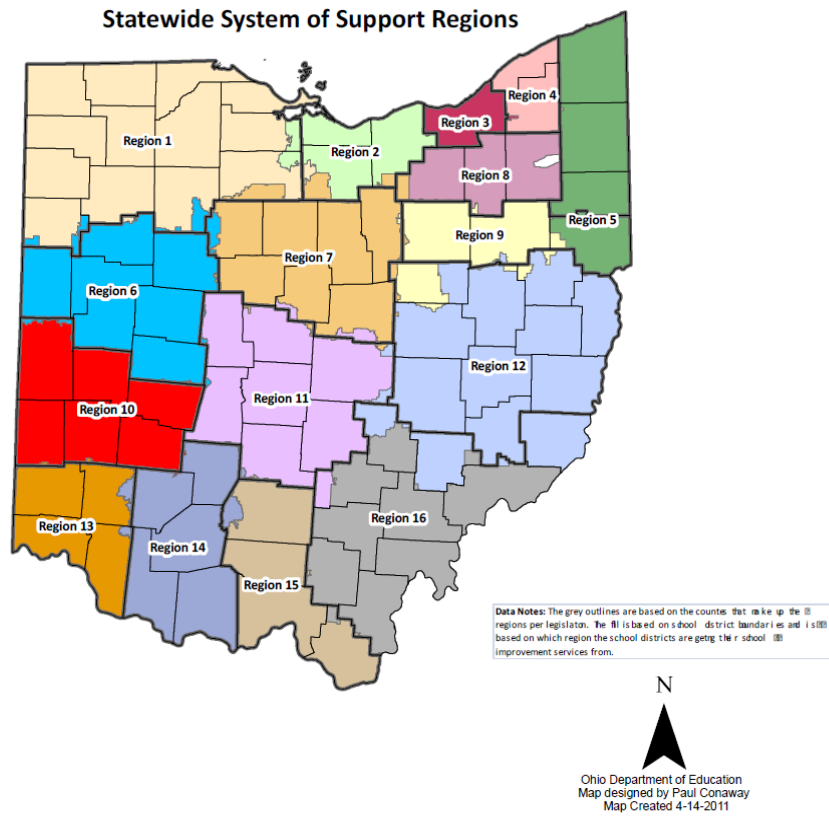 Statewide System of Support Regions
Region 4
Region 3
Region 1
Region 2
Region 8
Region 5
Region 9
Region 7
Region 6
Region 12
Region 11
Region 10
Region 16
Region 13
Region 14
Region 15
Data Notes: The grey outlines are based on the countes that make up the
regions per legislaton. The fill is based on school district boundaries and is
based on which region the school districts are getng their school
improvement services from.
N
Ohio Department of Education
Map designed by Paul Conaway
Map Created 4-14-2011